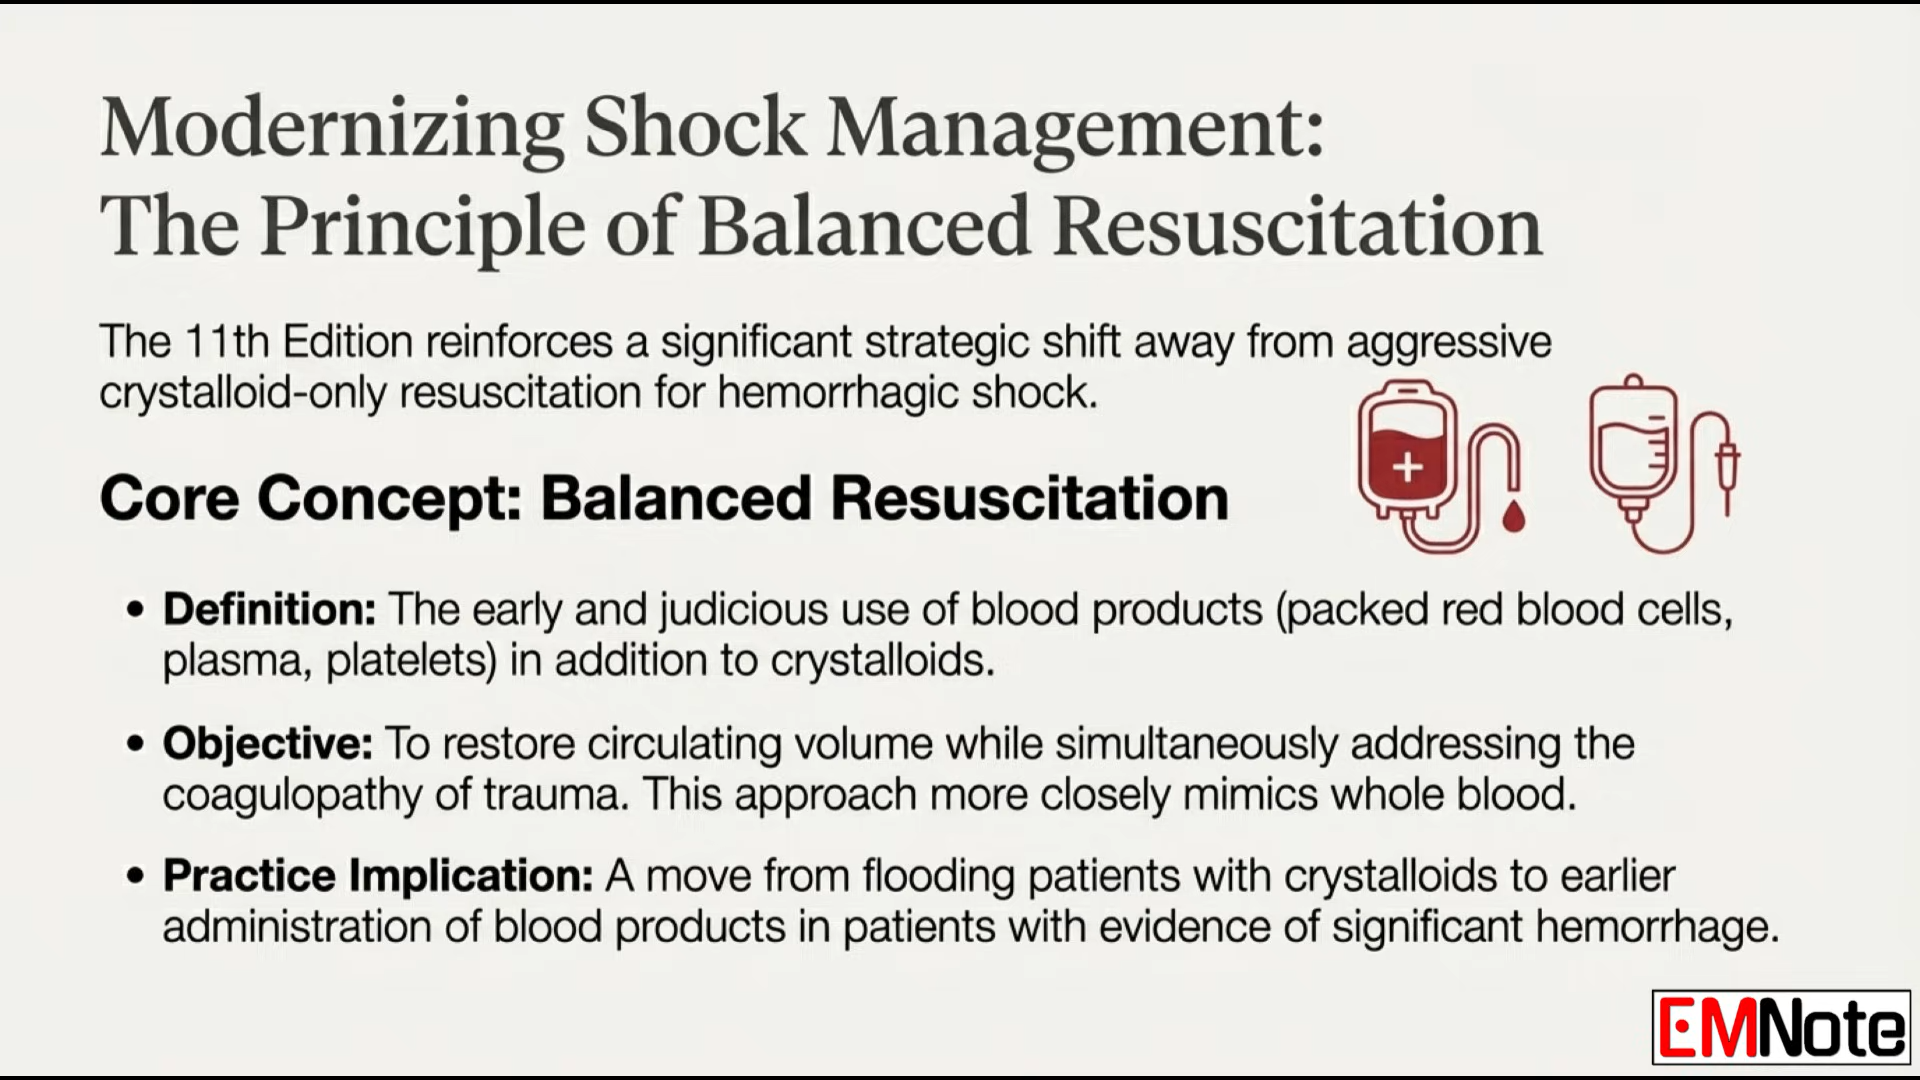 Modernizing Shock Management:
The Principle of Balanced Resuscitation
The 11th Edition reinforces a significant strategic shift away from aggressive
crystalloid-only resuscitation for hemorrhagic shock.
Core Concept: Balanced Resuscitation
• Definition: The early and judicious use of blood products (packed red blood cells,
plasma, platelets) in addition to crystalloids.
• Objective: To restore circulating volume while simultaneously addressing the
coagulopathy of trauma. This approach more closely mimics whole blood.
• Practice Implication: A move from flooding patients with crystalloids to earlier
administration of blood products in patients with evidence of significant hemorrhage.
EMNote